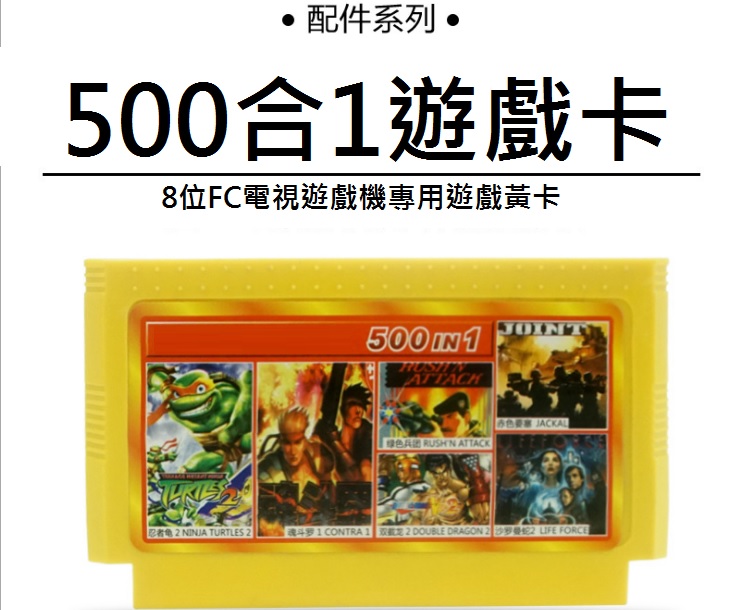 • 配件系列 •
500合1遊戲卡
8位FC電視遊戲機專用遊戲黃卡
500 IN 1
JOINT
RUSH'N
ATTACK
赤色要塞 JACKAL
绿色兵团 RUSH'N ATTACK
TURTLES 2
忍者龟 2 NINJA TURTLES 2
魂斗罗 1 CONTRA 1
双截龙 2 DOUBLE DRAGON 2
沙罗曼蛇2 LIFE FORCE